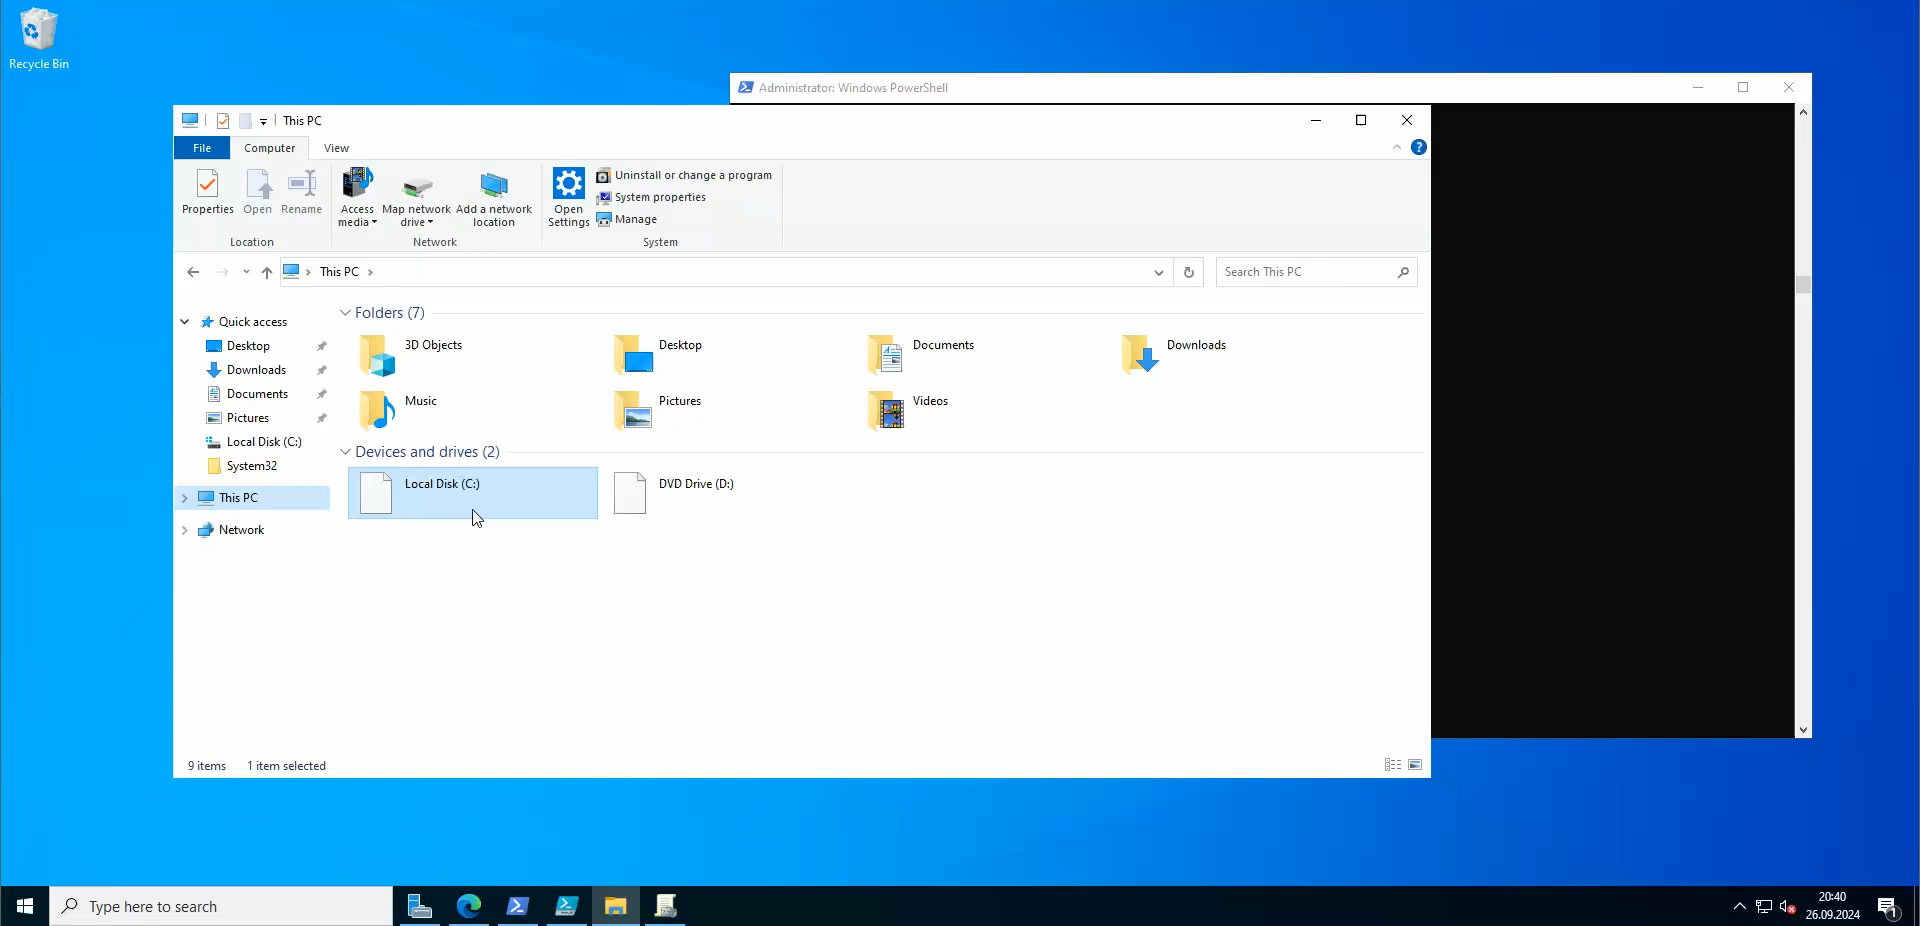 Recycle Bin
Administrator: Windows PowerShell
This PC
File Computer View
Properties Open Rename
Access media Map network drive Add a network location
Open Settings
Uninstall or change a program
System properties
Manage
Location Network System
This PC
Search This PC
Quick access
Desktop
Downloads
Documents
Pictures
Local Disk (C:)
System32
This PC
Network
Folders (7)
3D Objects Desktop Documents Downloads
Music Pictures Videos
Devices and drives (2)
Local Disk (C:) DVD Drive (D:)
9 items 1 item selected
Type here to search
20:40
26.09.2024
1